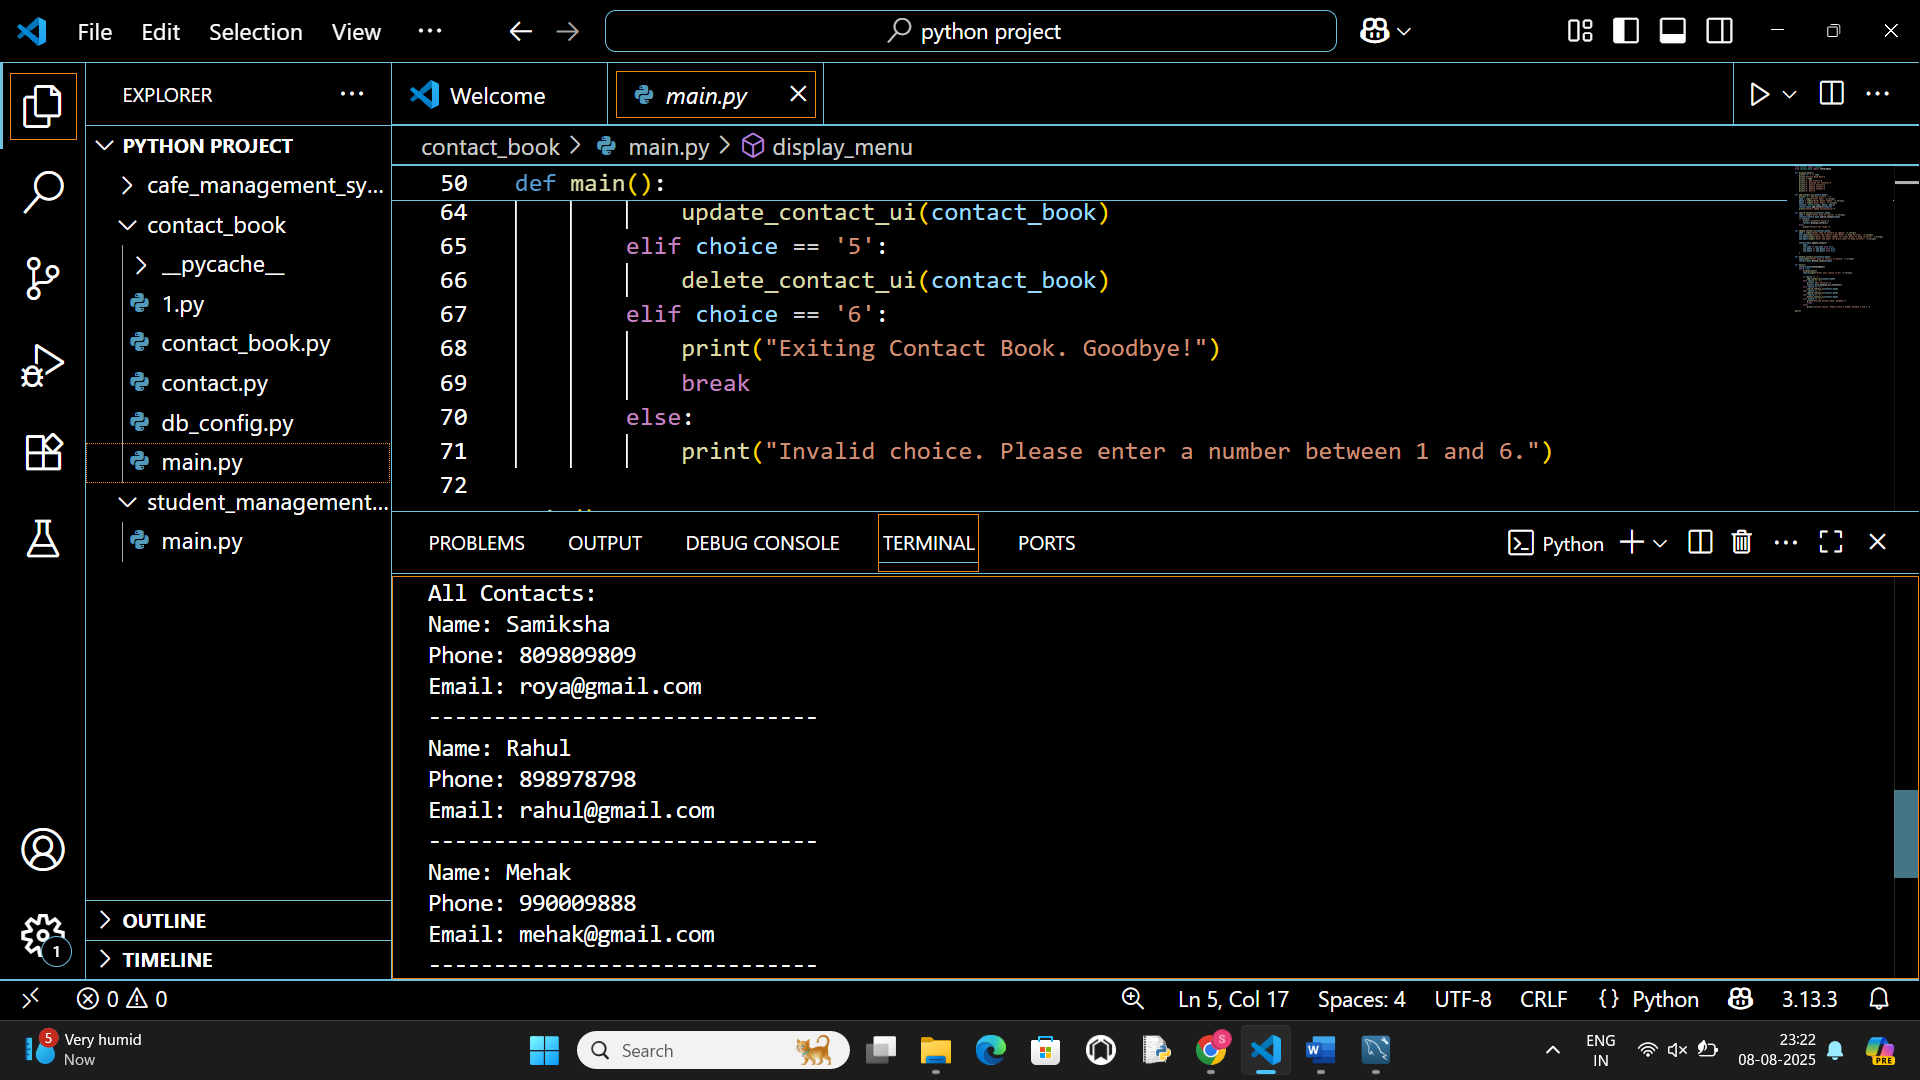 File Edit Selection View ···
python project
EXPLORER ···
Welcome
main.py
PYTHON PROJECT
cafe_management_sy...
contact_book
__pycache__
1.py
contact_book.py
contact.py
db_config.py
main.py
student_management...
main.py
OUTLINE
TIMELINE
contact_book > main.py > display_menu
50 def main():
64 update_contact_ui(contact_book)
65 elif choice == '5':
66 delete_contact_ui(contact_book)
67 elif choice == '6':
68 print("Exiting Contact Book. Goodbye!")
69 break
70 else:
71 print("Invalid choice. Please enter a number between 1 and 6.")
72
PROBLEMS OUTPUT DEBUG CONSOLE TERMINAL PORTS
Python
All Contacts:
Name: Samiksha
Phone: 809809809
Email: roya@gmail.com
------------------------------
Name: Rahul
Phone: 898978798
Email: rahul@gmail.com
------------------------------
Name: Mehak
Phone: 990009888
Email: mehak@gmail.com
------------------------------
1
0 0
Ln 5, Col 17 Spaces: 4 UTF-8 CRLF {} Python 3.13.3
5
Very humid
Now
Search
S
W
ENG
IN
23:22
08-08-2025
PRE